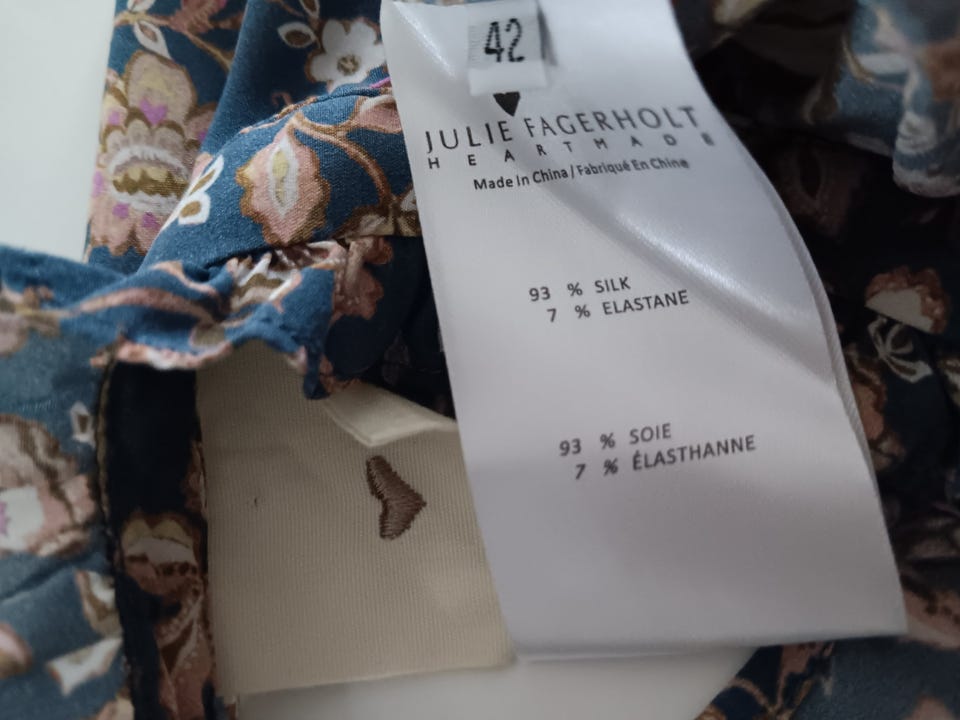 42
JULIE FAGERHOLT
HEARTMADE
Made In China / Fabriqué En Chine
93 % SILK
7 % ELASTANE
93 % SOIE
7 % ÉLASTHANNE